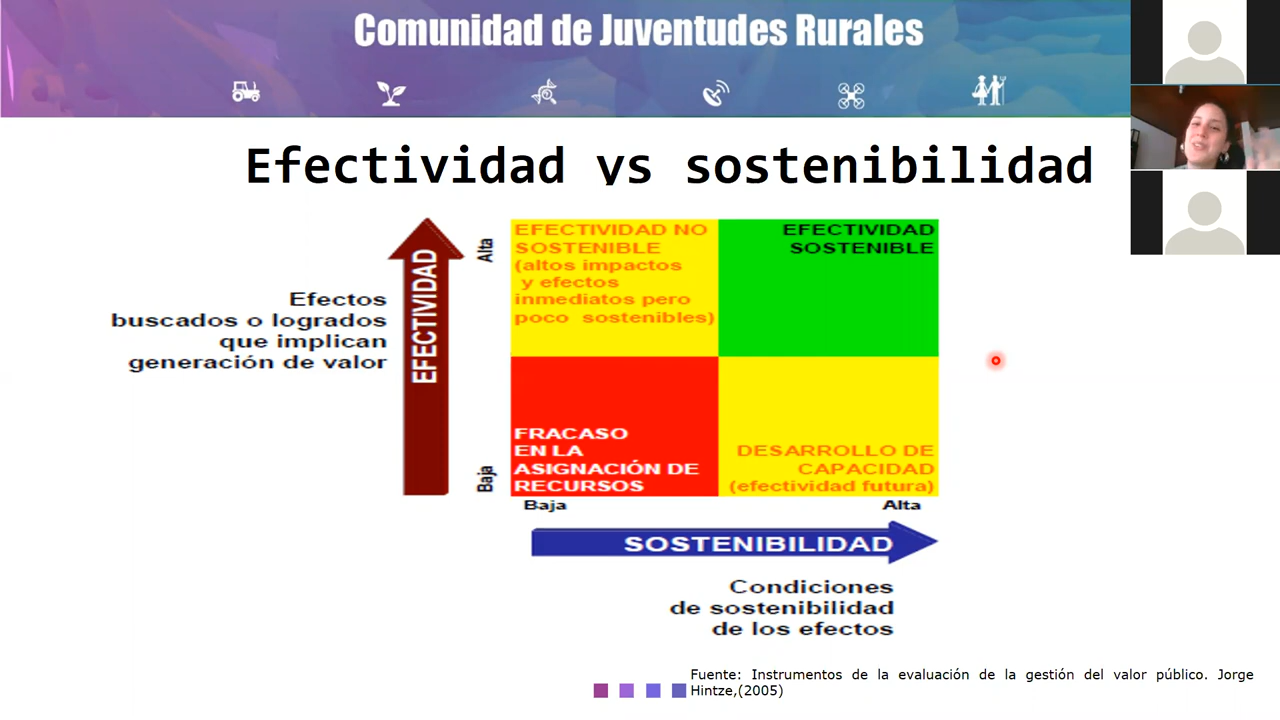 Comunidad de Juventudes Rurales
Efectividad vs sostenibilidad
Efectos
buscados o logrados
que implican
generación de valor
EFECTIVIDAD
Alta
Baja
EFECTIVIDAD NO
SOSTENIBLE
(altos impactos
y efectos
inmediatos pero
poco sostenibles)
EFECTIVIDAD
SOSTENIBLE
FRACASO
EN LA
ASIGNACIÓN DE
RECURSOS
DESARROLLO DE
CAPACIDAD
(efectividad futura)
Baja
Alta
SOSTENIBILIDAD
Condiciones
de sostenibilidad
de los efectos
Fuente: Instrumentos de la evaluación de la gestión del valor público. Jorge
Hintze,(2005)